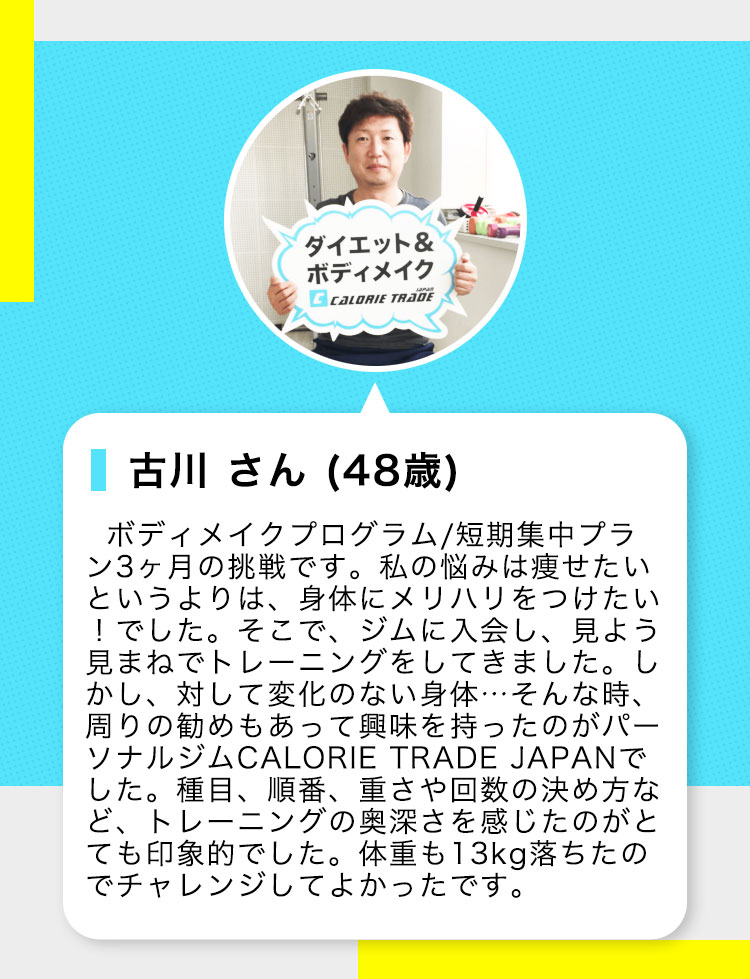 ダイエット&
ボディメイク
CALORIE TRADE JAPAN
古川 さん (48歳)
ボディメイクプログラム/短期集中プラ
ン3ヶ月の挑戦です。私の悩みは痩せたい
というよりは、身体にメリハリをつけたい
！でした。そこで、ジムに入会し、見よう
見まねでトレーニングをしてきました。し
かし、対して変化のない身体…そんな時、
周りの勧めもあって興味を持ったのがパー
ソナルジムCALORIE TRADE JAPANで
した。種目、順番、重さや回数の決め方な
ど、トレーニングの奥深さを感じたのがと
ても印象的でした。体重も13kg落ちたの
でチャレンジしてよかったです。